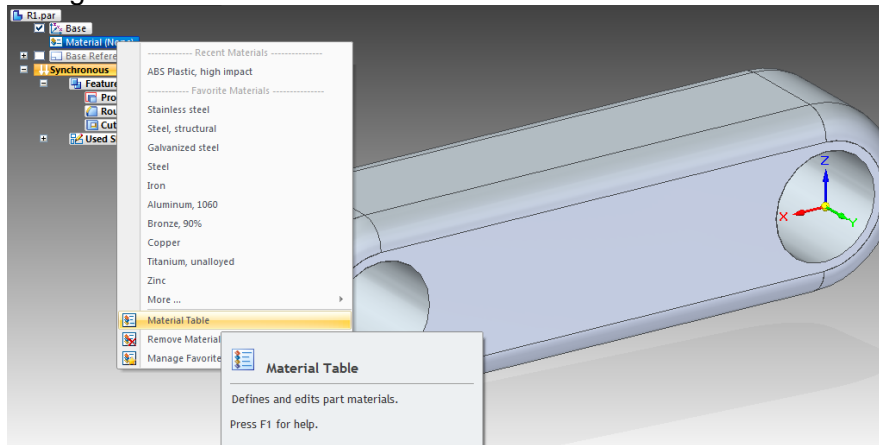 R1.par
Base
Material (None)
Base Refere
Synchronous
Feature
Pro
Rou
Cut
Used S
------------ Recent Materials ---------------
ABS Plastic, high impact
------------ Favorite Materials ---------------
Stainless steel
Steel, structural
Galvanized steel
Steel
Iron
Aluminum, 1060
Bronze, 90%
Copper
Titanium, unalloyed
Zinc
More ...
Material Table
Remove Material
Manage Favorite
Material Table
Defines and edits part materials.
Press F1 for help.
Z
X
Y